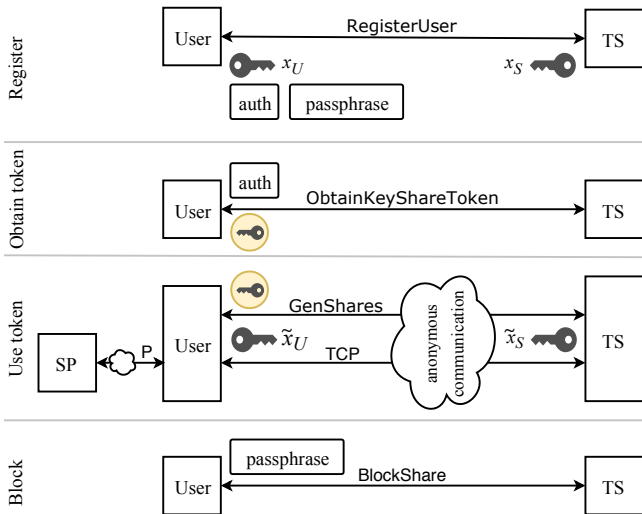 Register
User
RegisterUser
TS
x_U
x_S
auth
passphrase
Obtain token
auth
User
ObtainKeyShareToken
TS
Use token
GenShares
SP
P
User
x̃_U
TCP
anonymous
communication
x̃_S
TS
Block
passphrase
User
BlockShare
TS